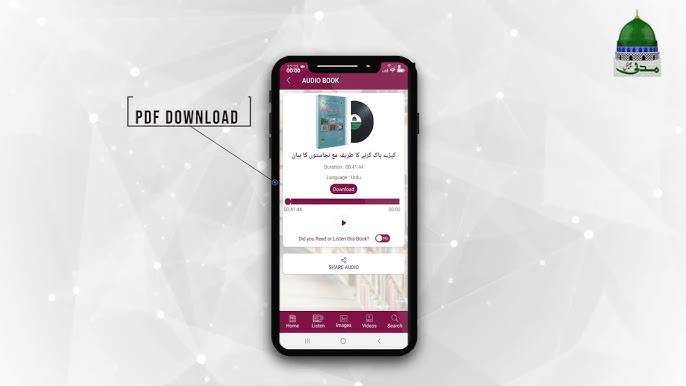 PDF DOWNLOAD
مدنی
00:00
AUDIO BOOK
کپڑے پاک کرنے کا طریقہ مع نجاستوں کا بیان
Duration : 00:41:44
Language : Urdu
Download
00:41:44 00:00
Did you Read or Listen this Book? No
SHARE AUDIO
Home Listen Images Videos Search